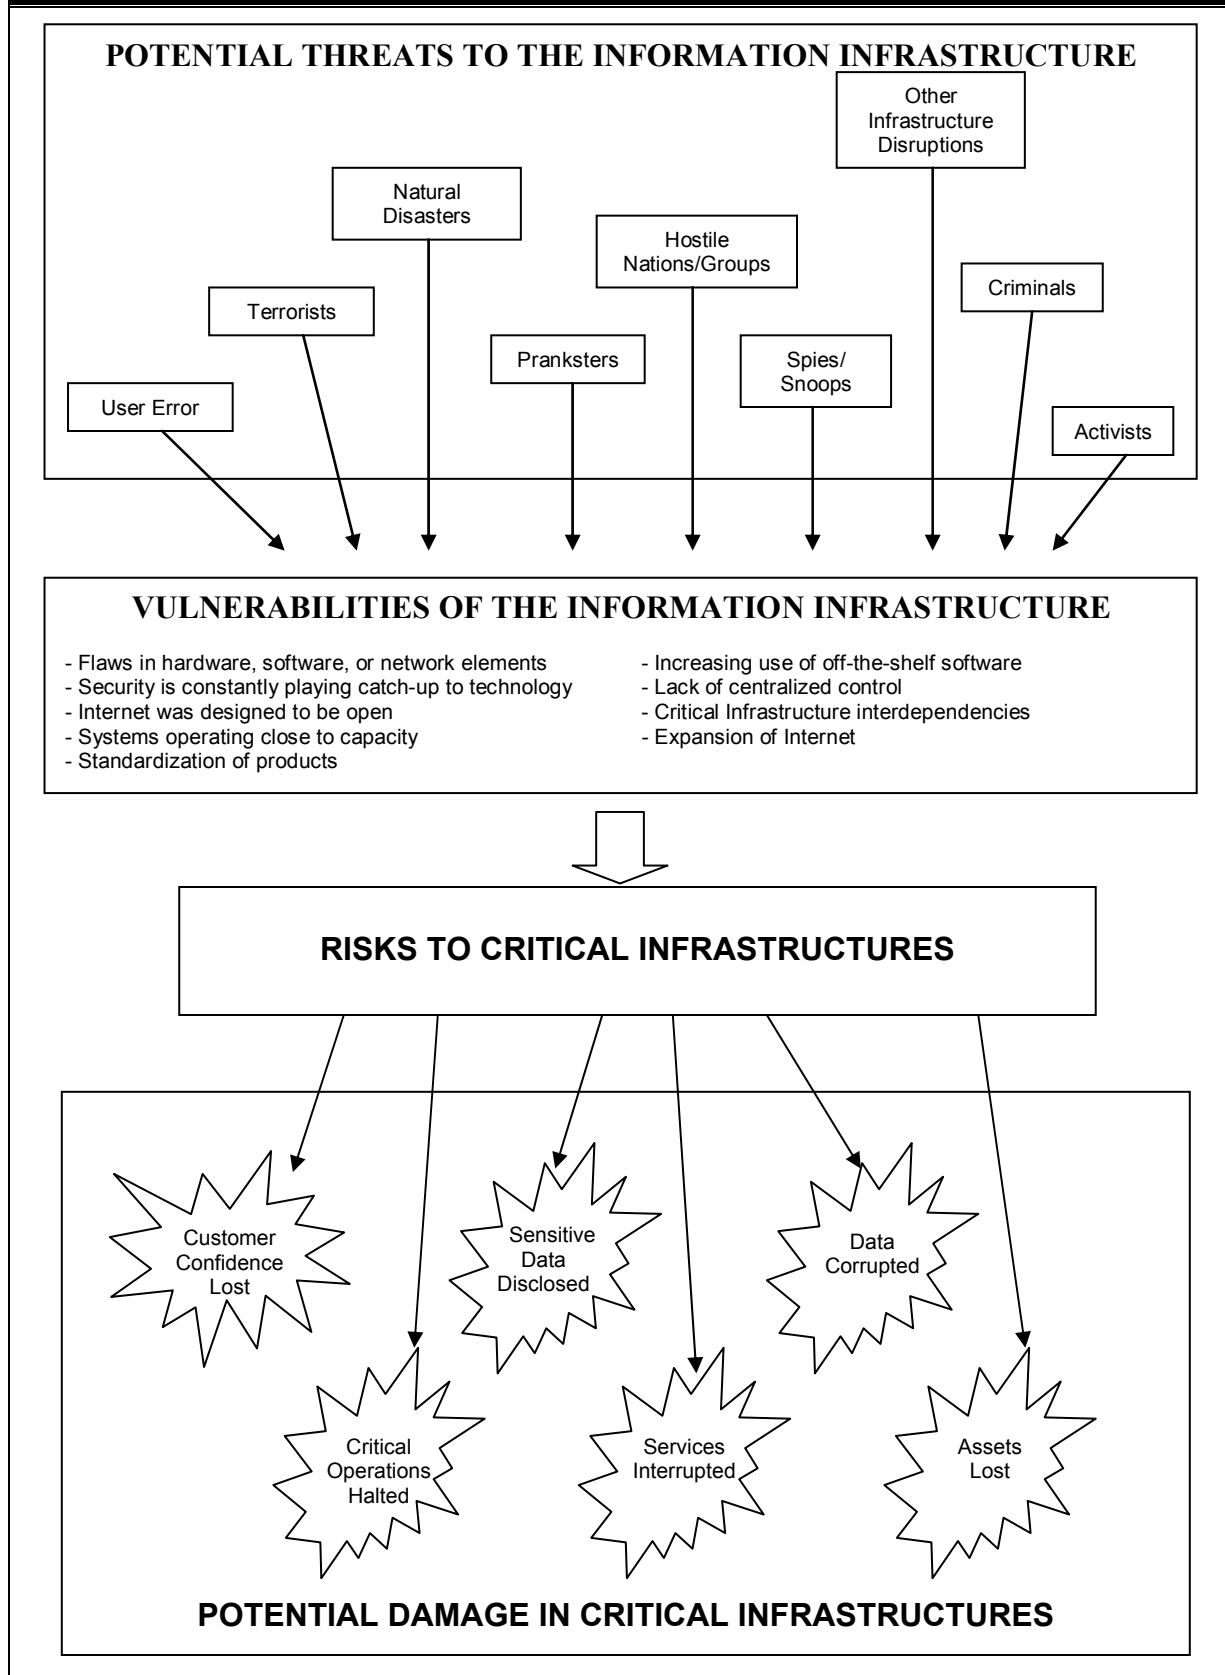 POTENTIAL THREATS TO THE INFORMATION INFRASTRUCTURE
Other
Infrastructure
Disruptions
Natural
Disasters
Hostile
Nations/Groups
Criminals
Terrorists
Pranksters
Spies/
Snoops
User Error
Activists
VULNERABILITIES OF THE INFORMATION INFRASTRUCTURE
- Flaws in hardware, software, or network elements
- Security is constantly playing catch-up to technology
- Internet was designed to be open
- Systems operating close to capacity
- Standardization of products
- Increasing use of off-the-shelf software
- Lack of centralized control
- Critical Infrastructure interdependencies
- Expansion of Internet
RISKS TO CRITICAL INFRASTRUCTURES
Customer
Confidence
Lost
Sensitive
Data
Disclosed
Data
Corrupted
Critical
Operations
Halted
Services
Interrupted
Assets
Lost
POTENTIAL DAMAGE IN CRITICAL INFRASTRUCTURES